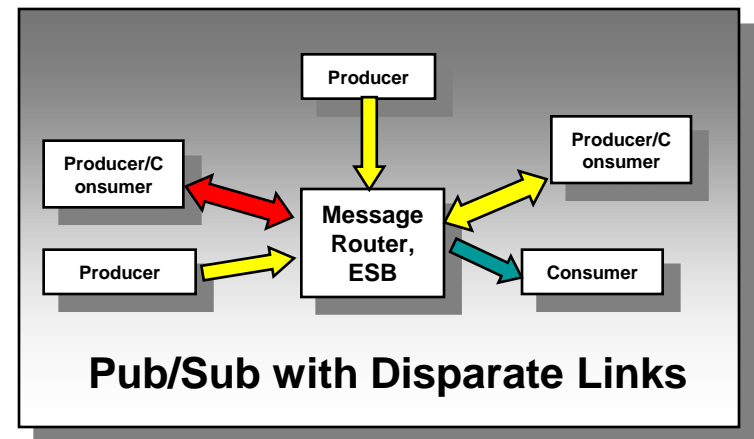 Producer
Producer/C
onsumer
Producer/C
onsumer
Message
Router,
ESB
Producer
Consumer
Pub/Sub with Disparate Links